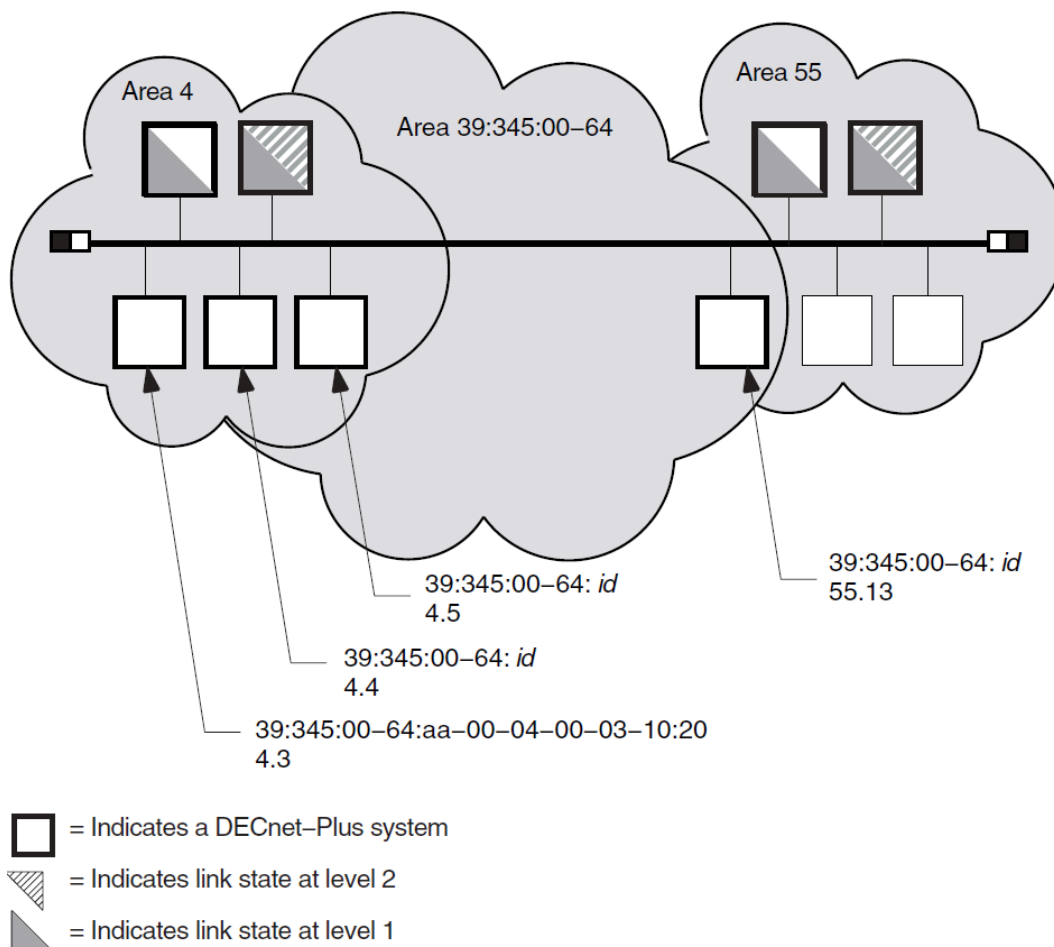 Area 4
Area 39:345:00−64
Area 55
39:345:00−64: id
4.5
39:345:00−64: id
55.13
39:345:00−64: id
4.4
39:345:00−64:aa−00−04−00−03−10:20
4.3
= Indicates a DECnet−Plus system
= Indicates link state at level 2
= Indicates link state at level 1